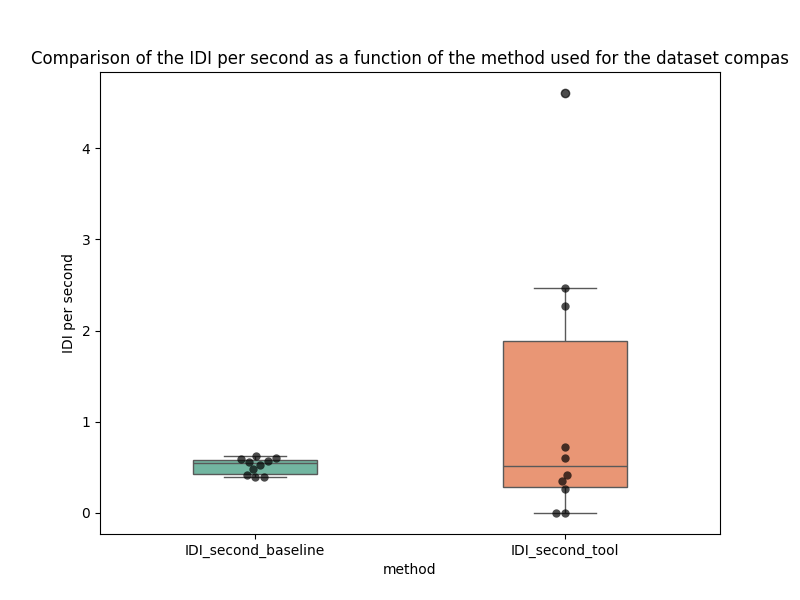 Comparison of the IDI per second as a function of the method used for the dataset compas
4
3
2
1
0
IDI per second
IDI_second_baseline
IDI_second_tool
method